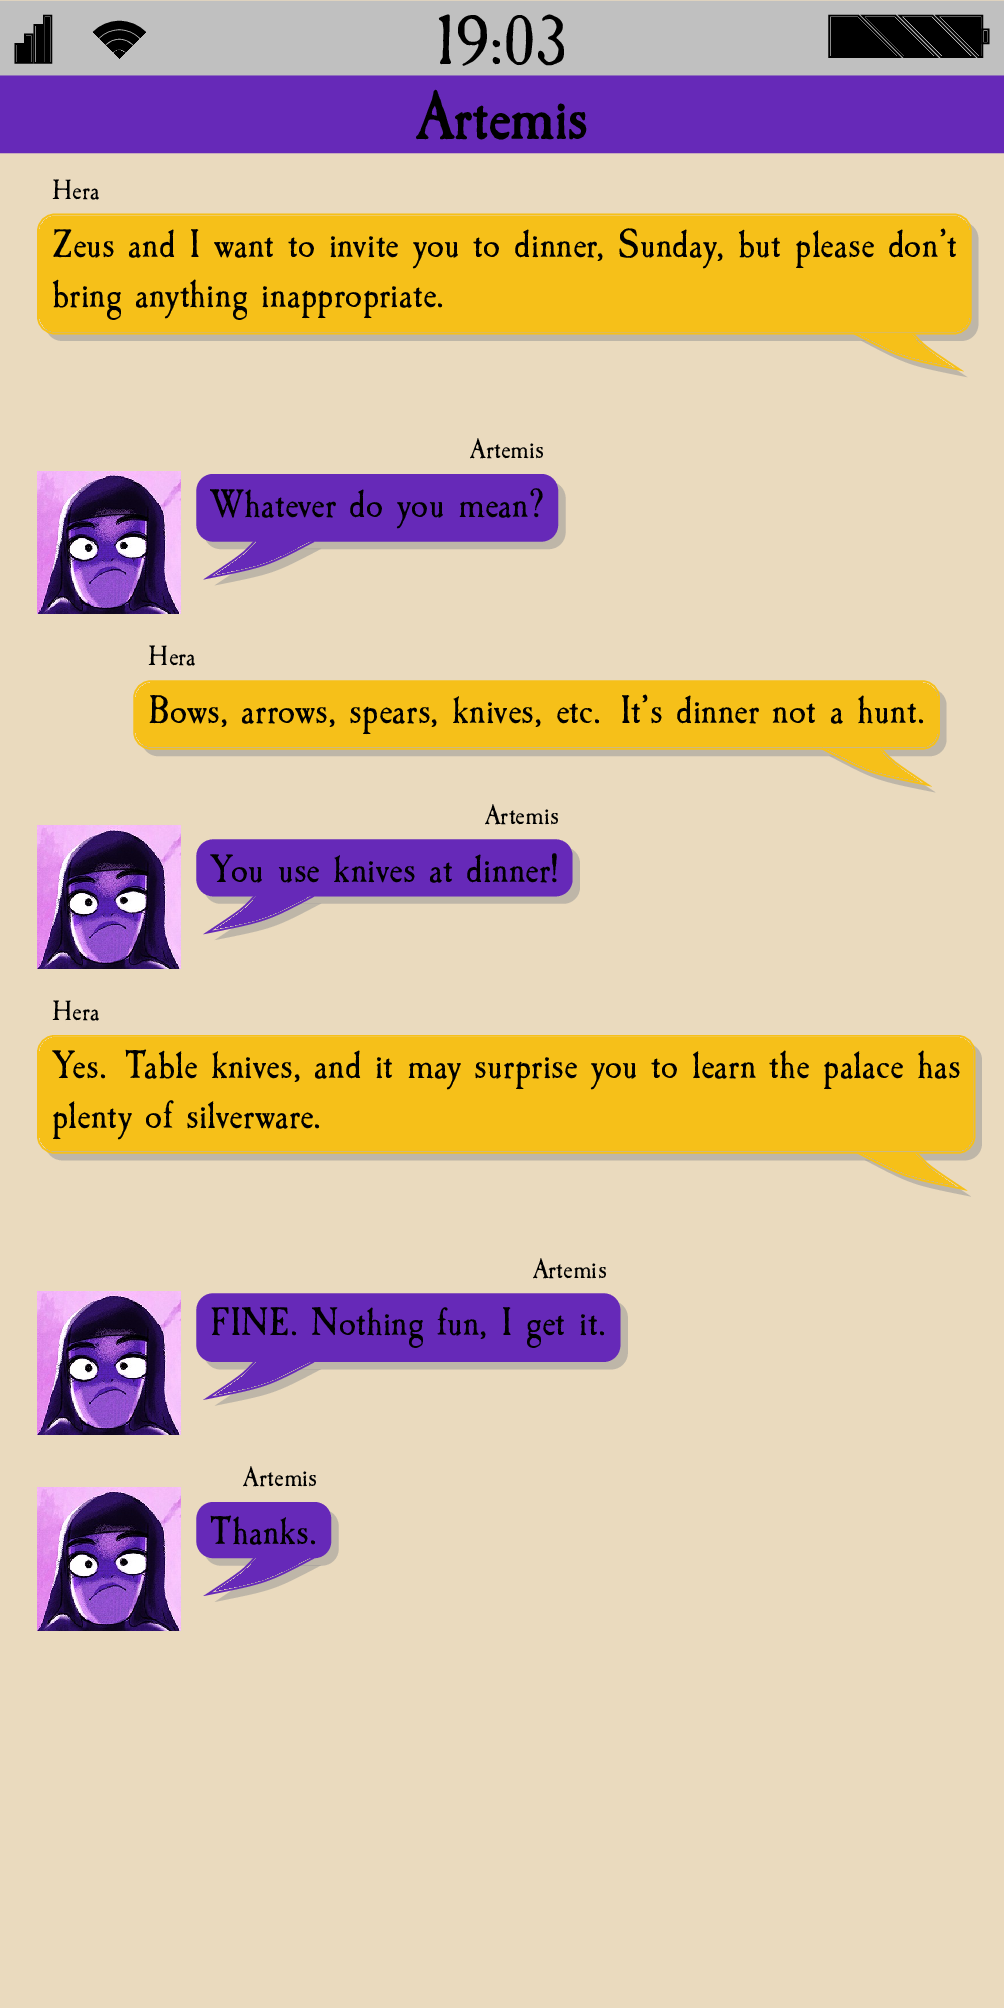 19:03
Artemis
Hera
Zeus and I want to invite you to dinner, Sunday, but please don't
bring anything inappropriate.
Artemis
Whatever do you mean?
Hera
Bows, arrows, spears, knives, etc. It's dinner not a hunt.
Artemis
You use knives at dinner!
Hera
Yes. Table knives, and it may surprise you to learn the palace has
plenty of silverware.
Artemis
FINE. Nothing fun, I get it.
Artemis
Thanks.